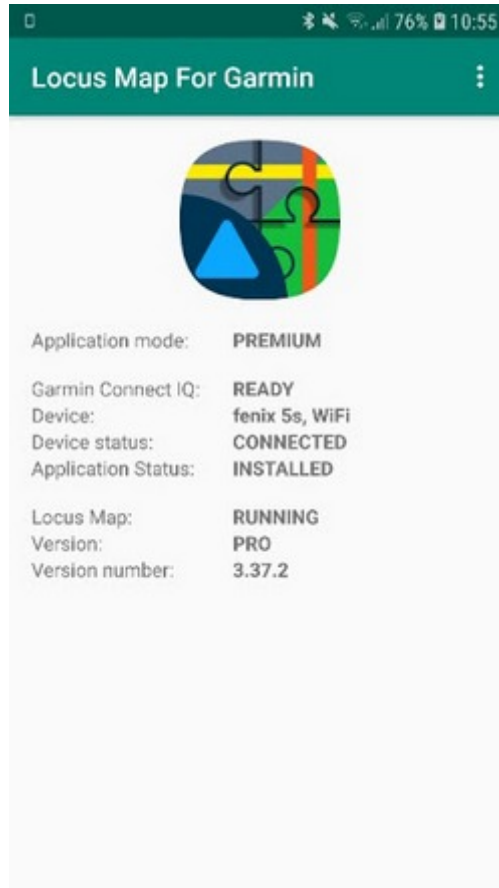 76% 10:55
Locus Map For Garmin
Application mode: PREMIUM
Garmin Connect IQ: READY
Device: fenix 5s, WiFi
Device status: CONNECTED
Application Status: INSTALLED
Locus Map: RUNNING
Version: PRO
Version number: 3.37.2